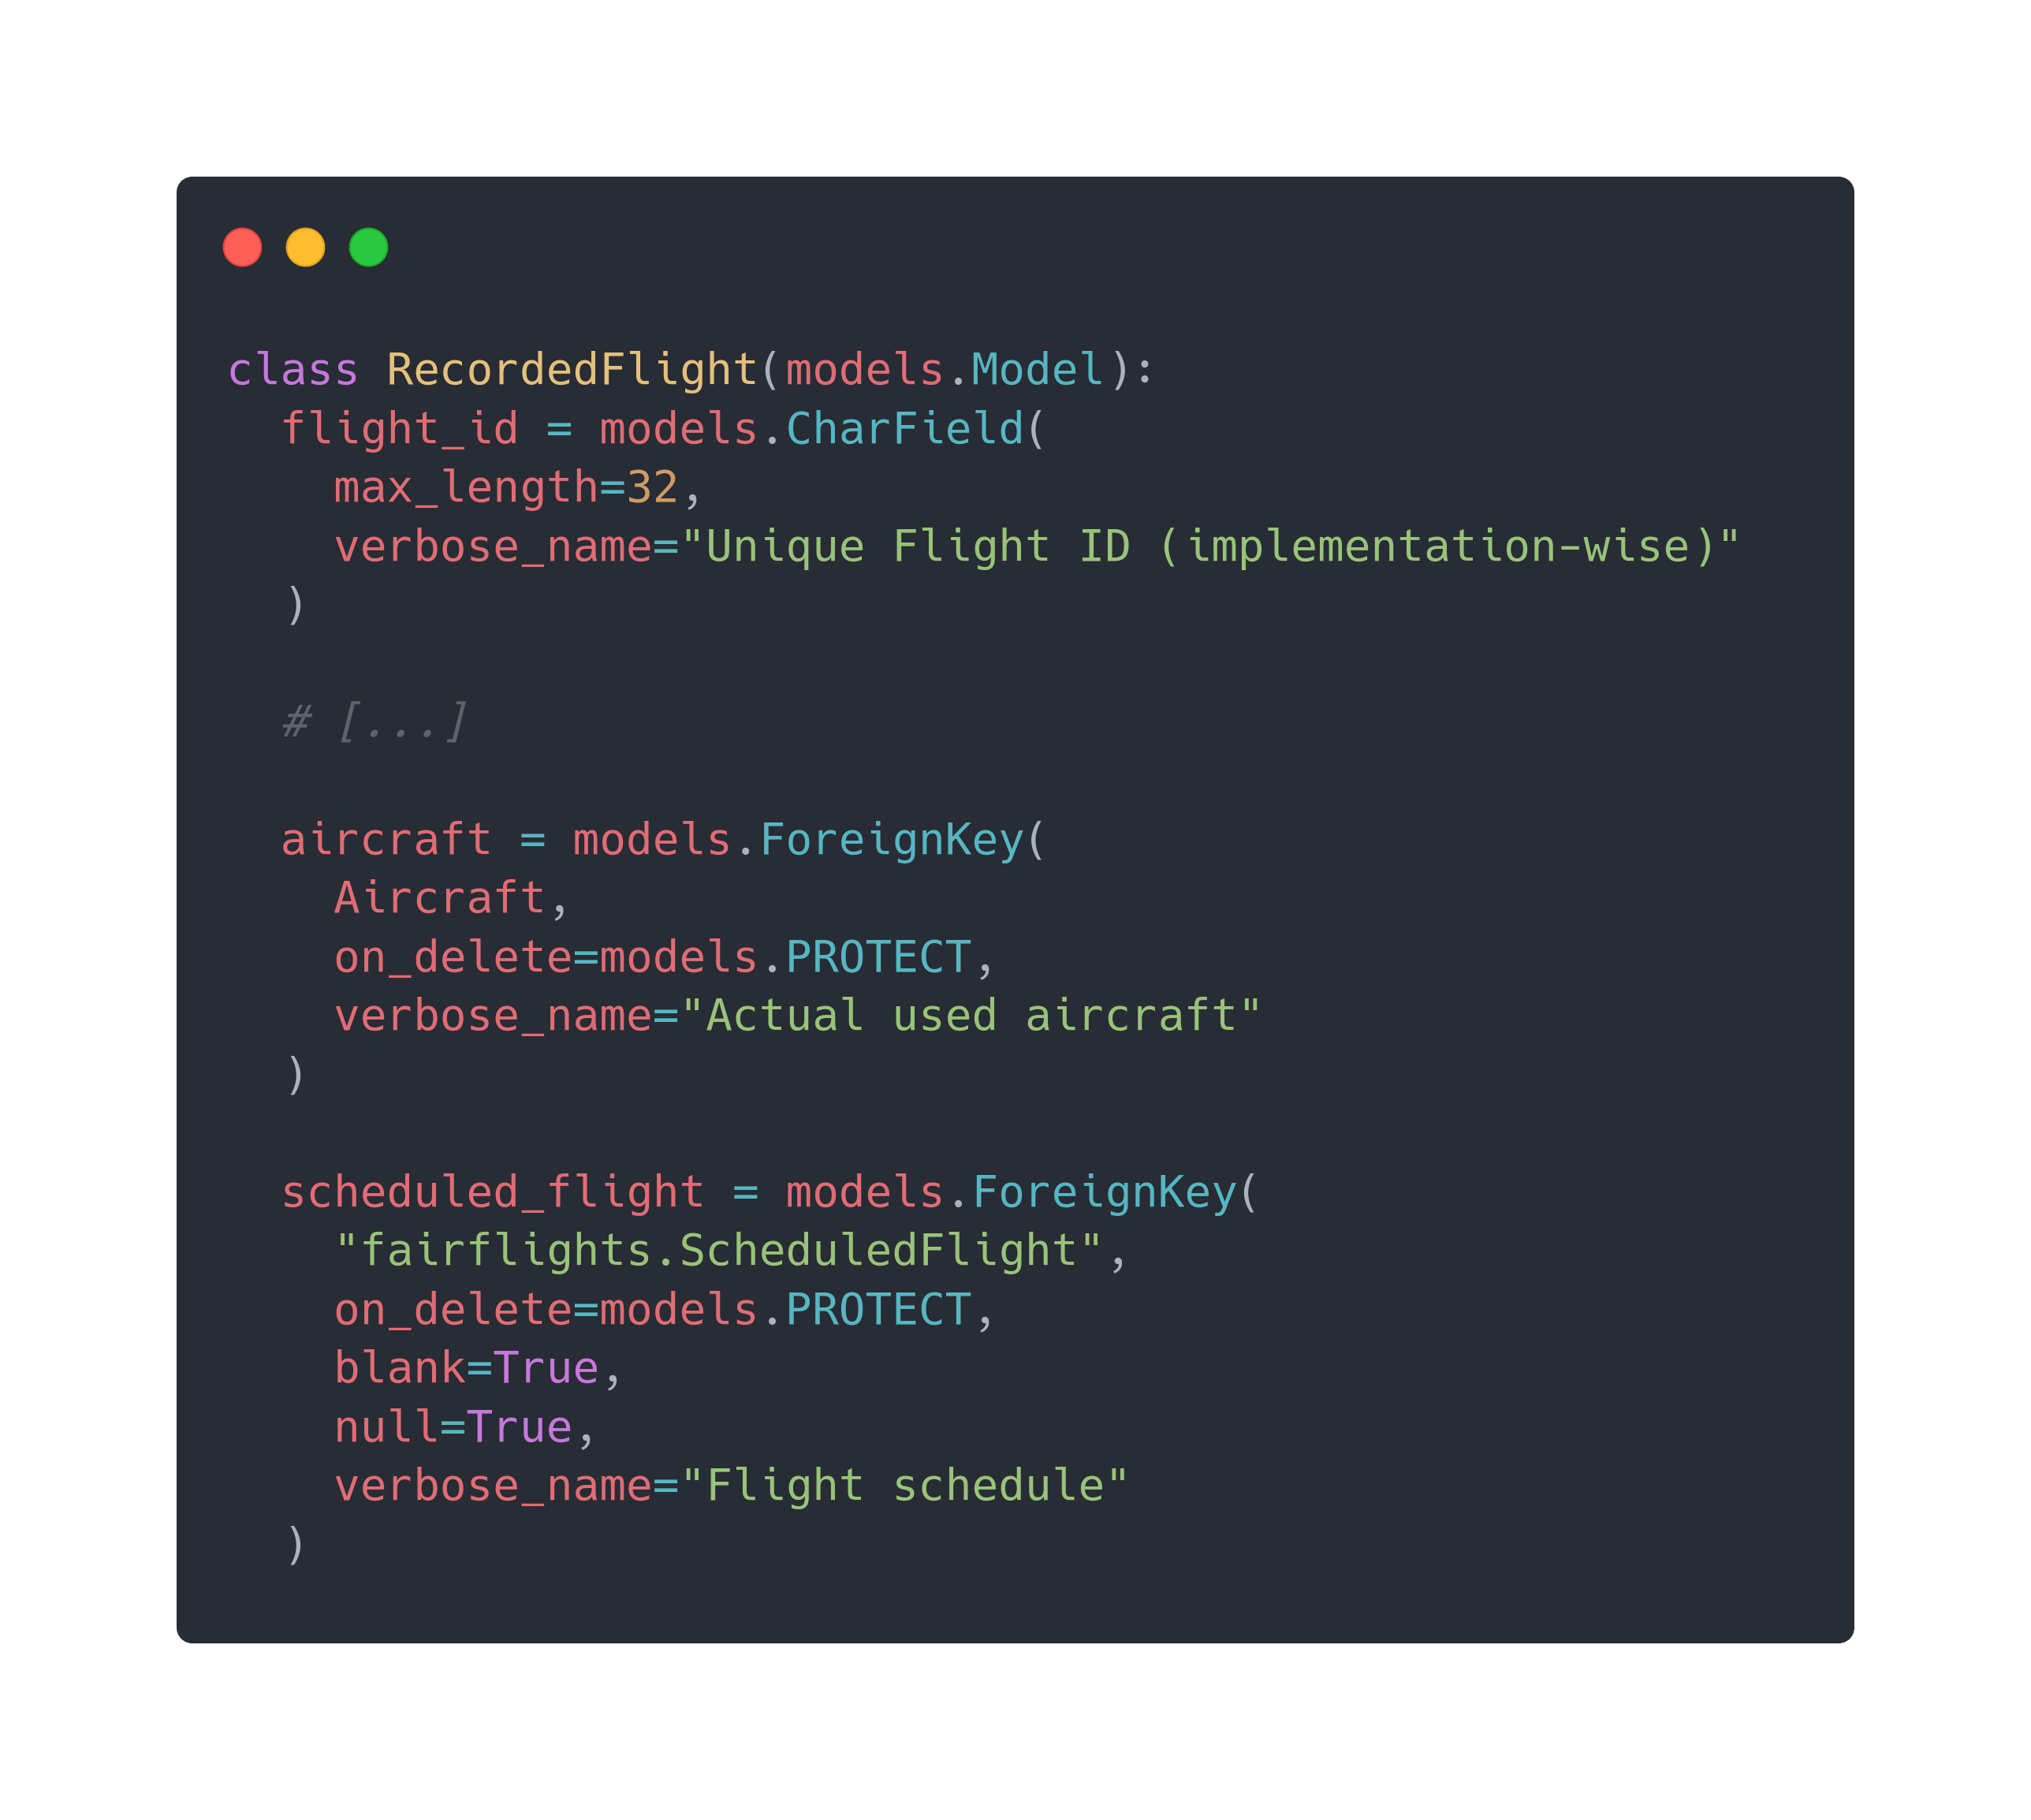 class RecordedFlight(models.Model):
  flight_id = models.CharField(
    max_length=32,
    verbose_name="Unique Flight ID (implementation-wise)"
  )

  # [...]

  aircraft = models.ForeignKey(
    Aircraft,
    on_delete=models.PROTECT,
    verbose_name="Actual used aircraft"
  )

  scheduled_flight = models.ForeignKey(
    "fairflights.ScheduledFlight",
    on_delete=models.PROTECT,
    blank=True,
    null=True,
    verbose_name="Flight schedule"
  )